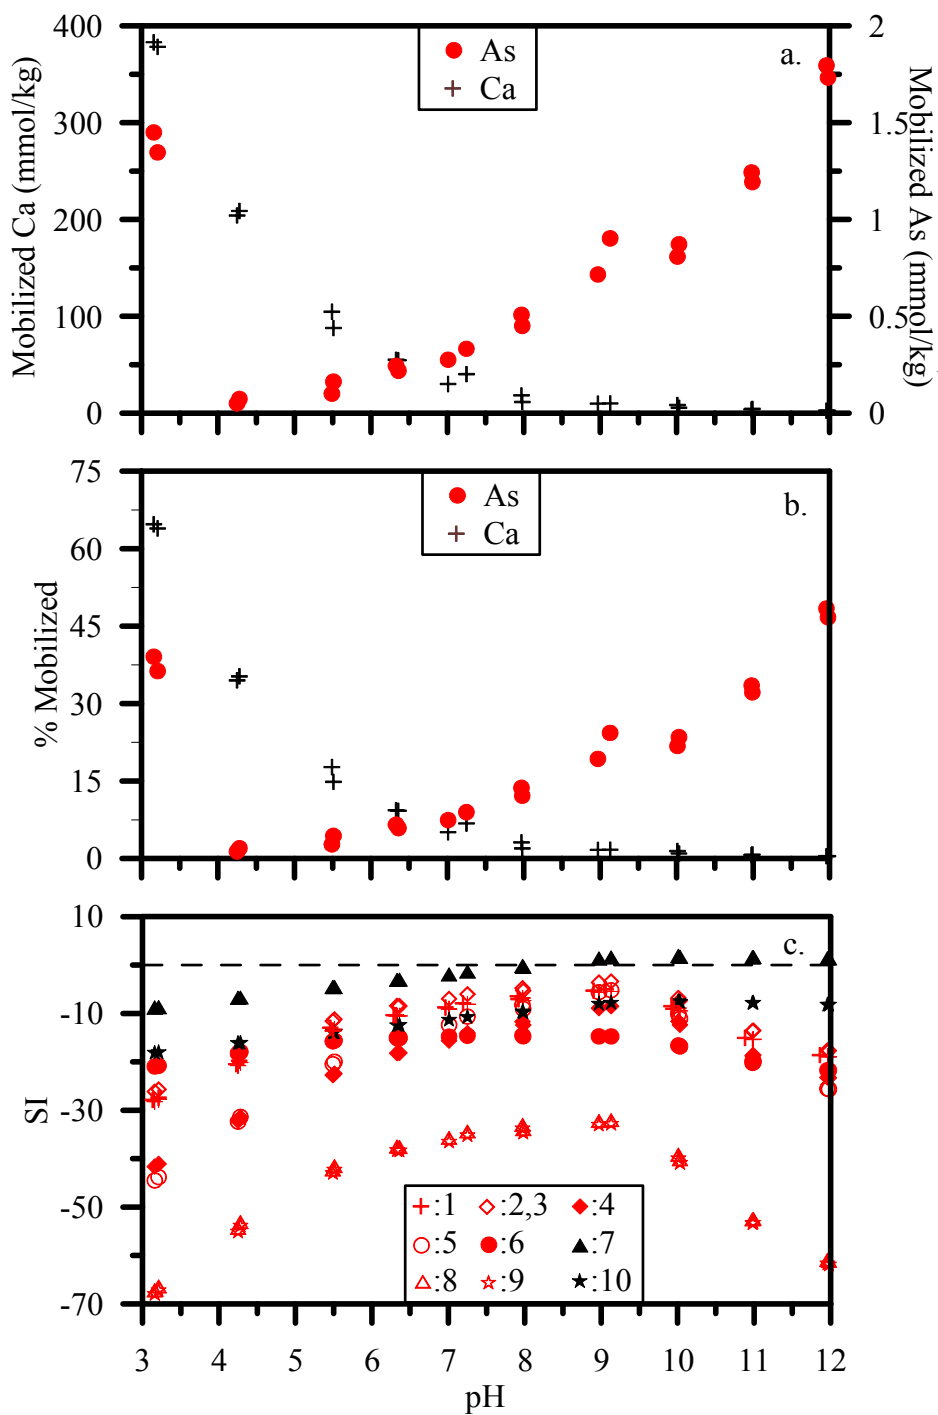 400
300
200
100
0
Mobilized Ca (mmol/kg)
As
Ca
a.
2
1.5
1
0.5
0
Mobilized As (mmol/kg)
75
60
45
30
15
0
% Mobilized
As
Ca
b.
10
-10
-30
-50
-70
SI
c.
:1 :2,3 :4
:5 :6 :7
:8 :9 :10
3 4 5 6 7 8 9 10 11 12
pH